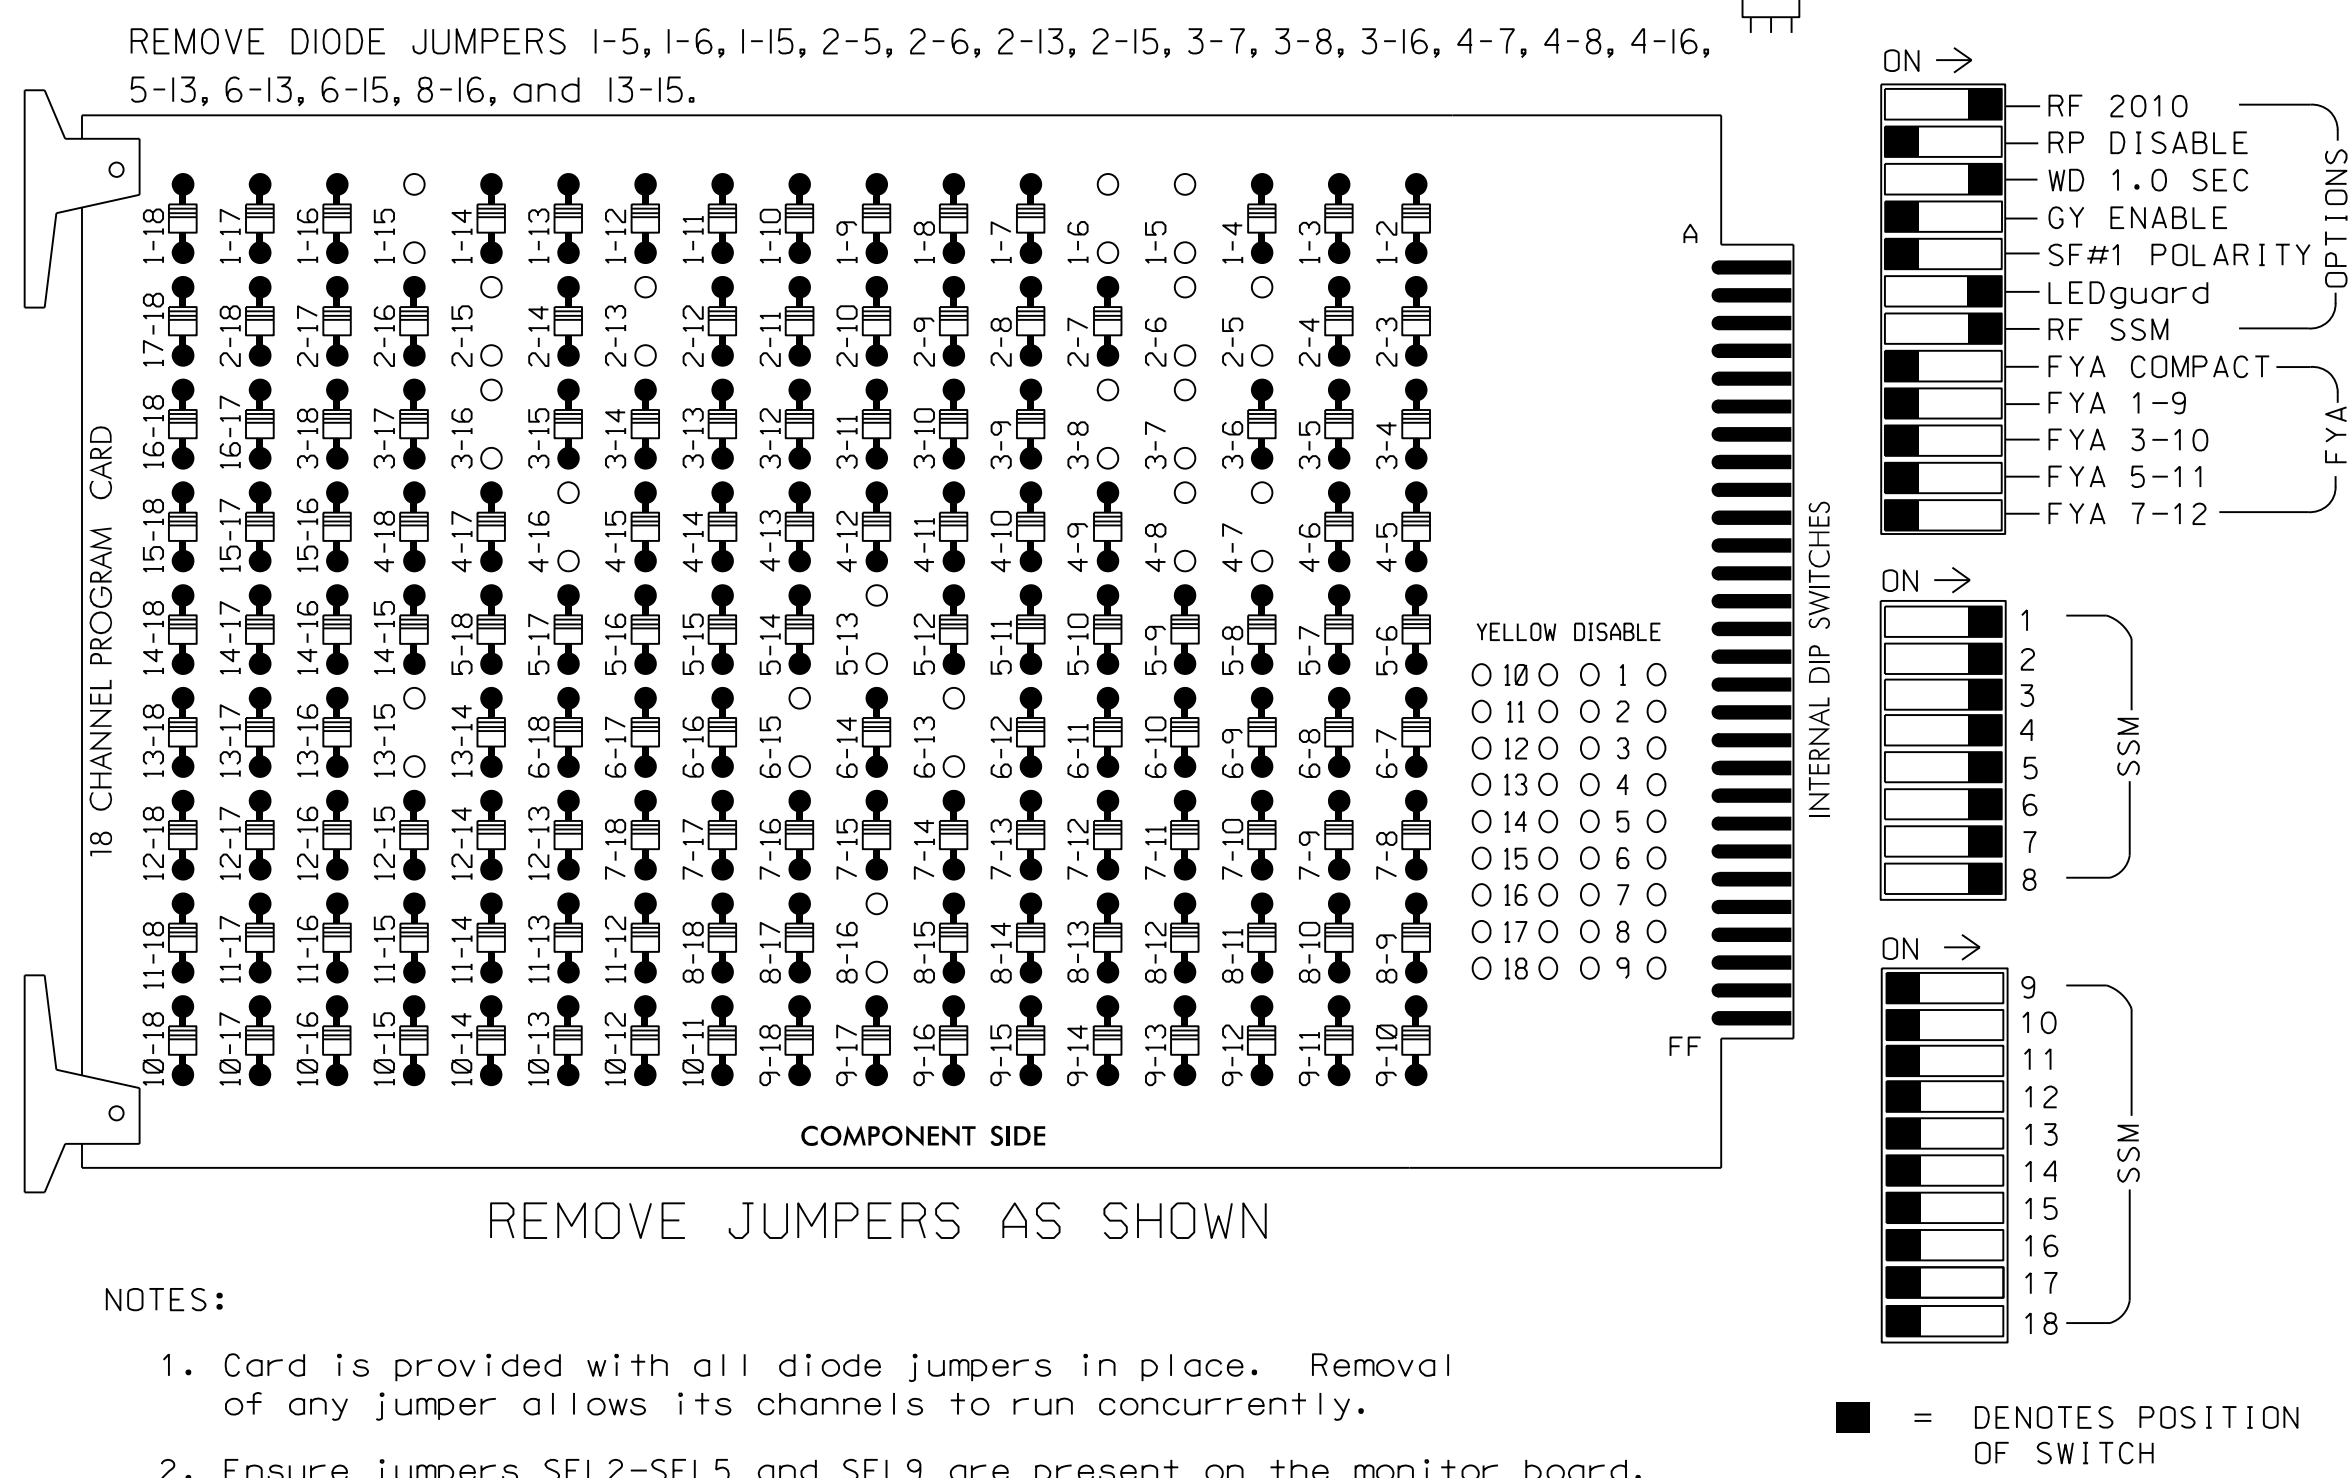 REMOVE DIODE JUMPERS 1-5, 1-6, 1-15, 2-5, 2-6, 2-13, 2-15, 3-7, 3-8, 3-16, 4-7, 4-8, 4-16,
5-13, 6-13, 6-15, 8-16, and 13-15.
18 CHANNEL PROGRAM CARD
1-18 1-17 1-16 1-15 1-14 1-13 1-12 1-11 1-10 1-9 1-8 1-7 1-6 1-5 1-4 1-3 1-2
17-18 2-18 2-17 2-16 2-15 2-14 2-13 2-12 2-11 2-10 2-9 2-8 2-7 2-6 2-5 2-4 2-3
16-18 16-17 3-18 3-17 3-16 3-15 3-14 3-13 3-12 3-11 3-10 3-9 3-8 3-7 3-6 3-5 3-4
15-18 15-17 15-16 4-18 4-17 4-16 4-15 4-14 4-13 4-12 4-11 4-10 4-9 4-8 4-7 4-6 4-5
14-18 14-17 14-16 14-15 5-18 5-17 5-16 5-15 5-14 5-13 5-12 5-11 5-10 5-9 5-8 5-7 5-6
13-18 13-17 13-16 13-15 13-14 6-18 6-17 6-16 6-15 6-14 6-13 6-12 6-11 6-10 6-9 6-8 6-7
12-18 12-17 12-16 12-15 12-14 12-13 7-18 7-17 7-16 7-15 7-14 7-13 7-12 7-11 7-10 7-9 7-8
11-18 11-17 11-16 11-15 11-14 11-13 11-12 8-18 8-17 8-16 8-15 8-14 8-13 8-12 8-11 8-10 8-9
10-18 10-17 10-16 10-15 10-14 10-13 10-12 10-11 9-18 9-17 9-16 9-15 9-14 9-13 9-12 9-11 9-10
A
YELLOW DISABLE
10 1
11 2
12 3
13 4
14 5
15 6
16 7
17 8
18 9
FF
COMPONENT SIDE
INTERNAL DIP SWITCHES
REMOVE JUMPERS AS SHOWN
ON →
RF 2010
RP DISABLE
WD 1.0 SEC
GY ENABLE
SF#1 POLARITY
LEDguard
RF SSM
OPTIONS
FYA COMPACT
FYA 1-9
FYA 3-10
FYA 5-11
FYA 7-12
FYA
ON →
1
2
3
4
5
6
7
8
SSM
ON →
9
10
11
12
13
14
15
16
17
18
SSM
NOTES:
1. Card is provided with all diode jumpers in place. Removal
of any jumper allows its channels to run concurrently.
2. Ensure jumpers SEL2-SEL5 and SEL9 are present on the monitor board.
= DENOTES POSITION
OF SWITCH